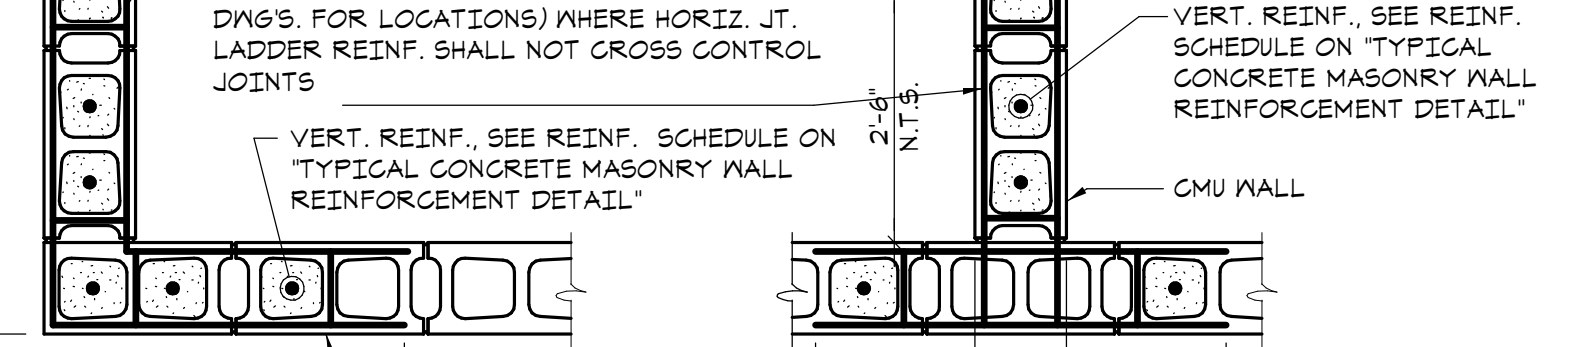 DWG'S. FOR LOCATIONS) WHERE HORIZ. JT.
LADDER REINF. SHALL NOT CROSS CONTROL
JOINTS
VERT. REINF., SEE REINF. SCHEDULE ON
"TYPICAL CONCRETE MASONRY WALL
REINFORCEMENT DETAIL"
2'-6"
N.T.S.
VERT. REINF., SEE REINF.
SCHEDULE ON "TYPICAL
CONCRETE MASONRY WALL
REINFORCEMENT DETAIL"
CMU WALL